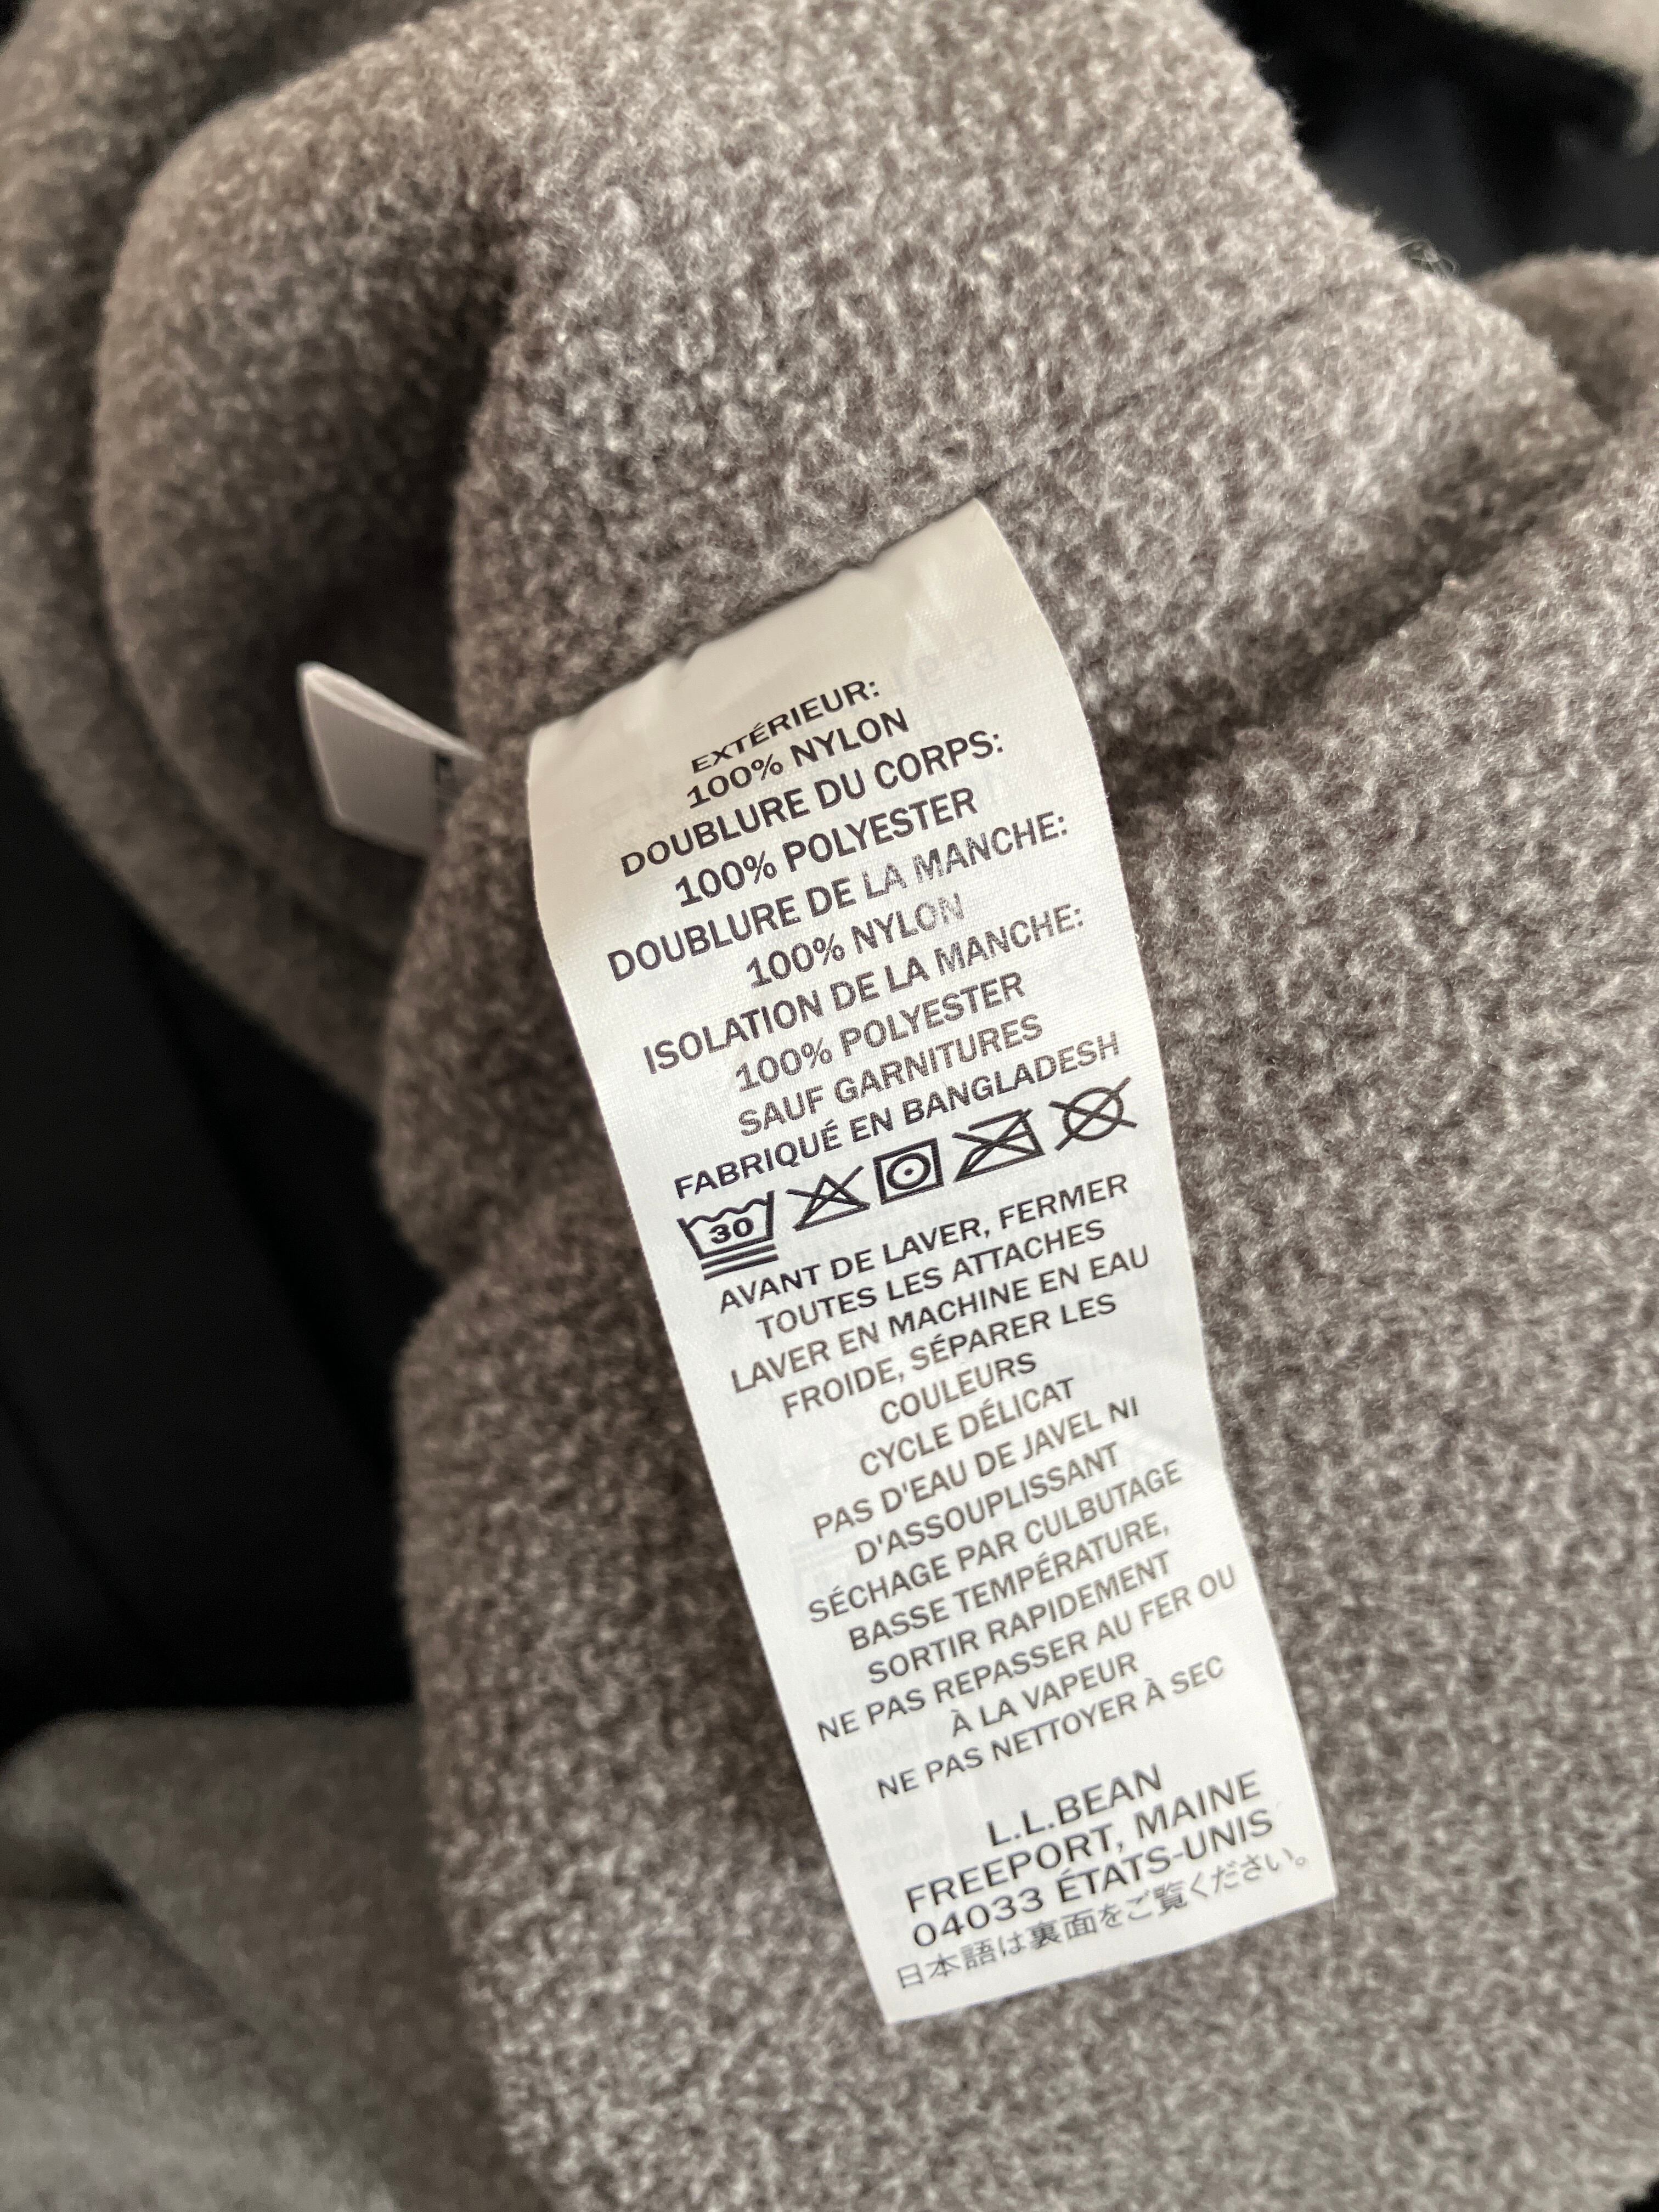 EXTÉRIEUR:
100% NYLON
DOUBLURE DU CORPS:
100% POLYESTER
DOUBLURE DE LA MANCHE:
100% NYLON
ISOLATION DE LA MANCHE:
100% POLYESTER
SAUF GARNITURES
FABRIQUÉ EN BANGLADESH
30
AVANT DE LAVER, FERMER
TOUTES LES ATTACHES
LAVER EN MACHINE EN EAU
FROIDE, SÉPARER LES
COULEURS
CYCLE DÉLICAT
PAS D'EAU DE JAVEL NI
D'ASSOUPLISSANT
SÉCHAGE PAR CULBUTAGE
BASSE TEMPÉRATURE,
SORTIR RAPIDEMENT
NE PAS REPASSER AU FER OU
À LA VAPEUR
NE PAS NETTOYER À SEC
L.L.BEAN
FREEPORT, MAINE
04033 ÉTATS-UNIS
日本語は裏面をご覧ください。